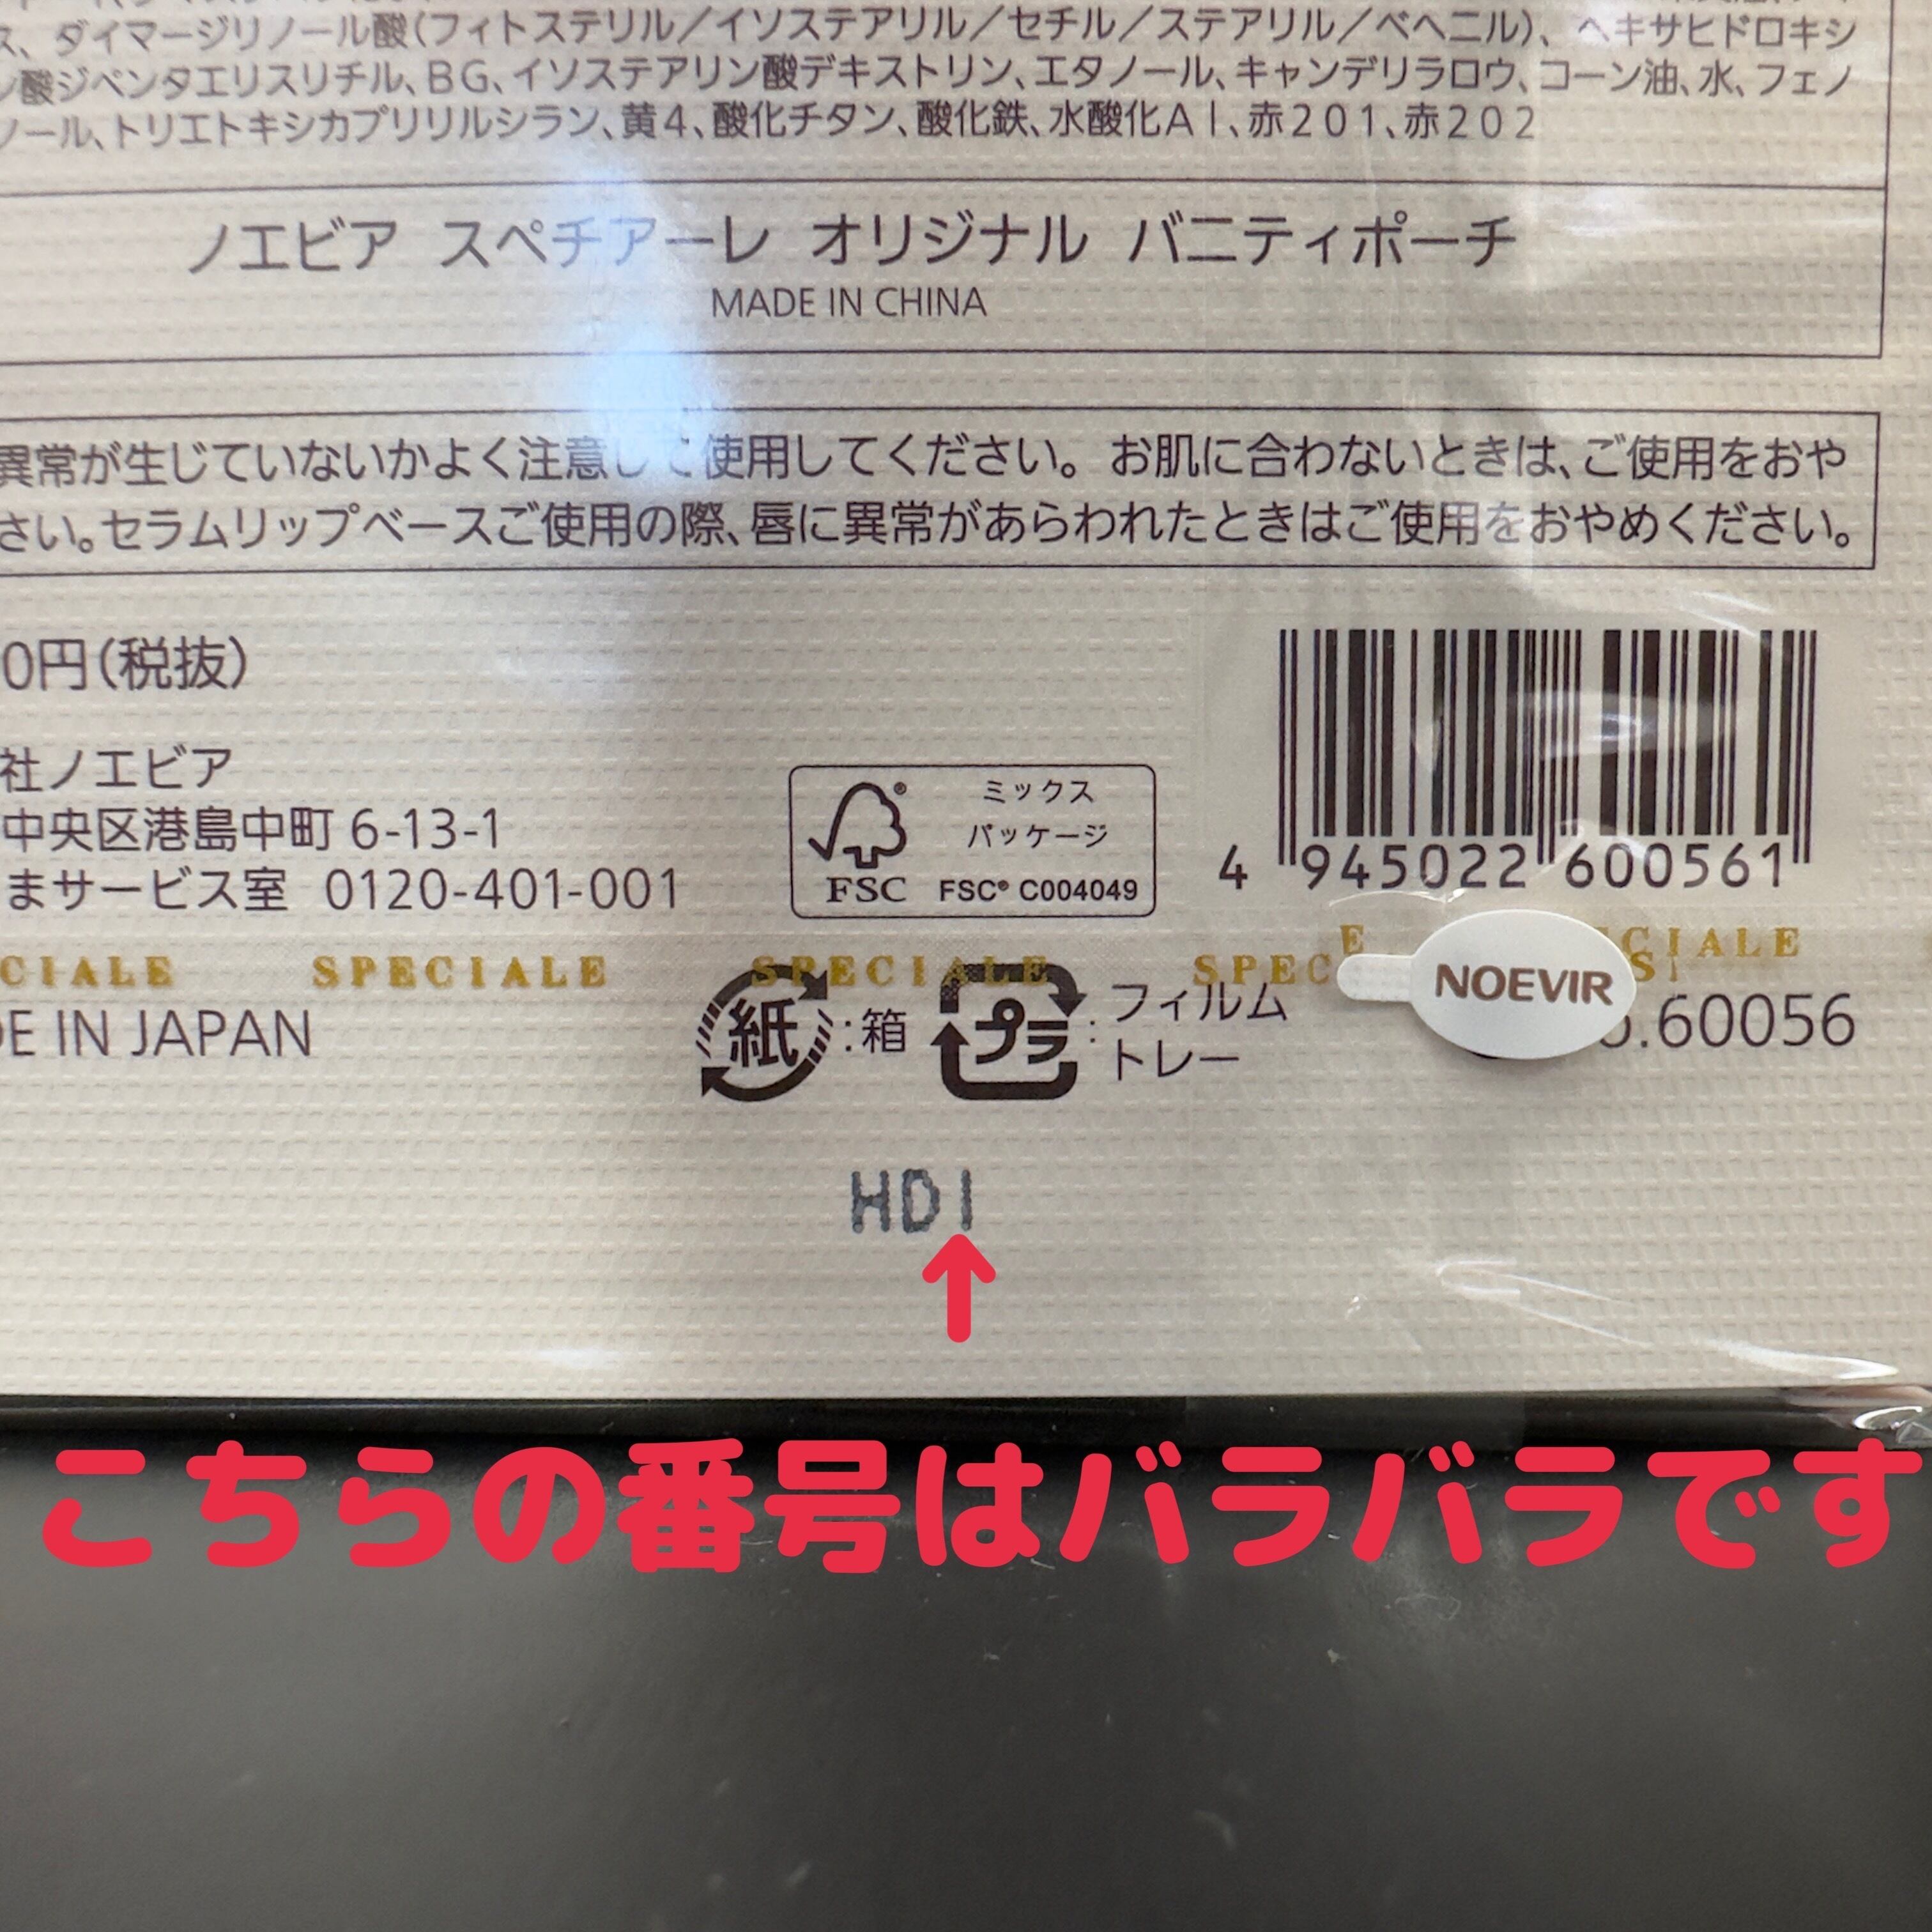 ス、ダイマージリノール酸(フィトステリル/イソステアリル/セチル/ステアリル/ベヘニル)、ヘキサヒドロキシ
ン酸ジペンタエリスリチル、BG、イソステアリン酸デキストリン、エタノール、キャンデリラロウ、コーン油、水、フェノ
ノール、トリエトキシカプリリルシラン、黄4、酸化チタン、酸化鉄、水酸化Al、赤201、赤202
ノエビア スペチアーレ オリジナル バニティポーチ
MADE IN CHINA
異常が生じていないかよく注意して使用してください。お肌に合わないときは、ご使用をおや
さい。セラムリップベースご使用の際、唇に異常があらわれたときはご使用をおやめください。
0円(税抜)
社ノエビア
中央区港島中町 6-13-1
まサービス室 0120-401-001
ミックス
パッケージ
FSC
FSC® C004049
4 945022 600561
CIALE SPECIALE SPECIALE SPEC E CIALE
NOEVIR
DE IN JAPAN
紙:箱
プラ:フィルム
トレー
.60056
HD1
こちらの番号はバラバラです